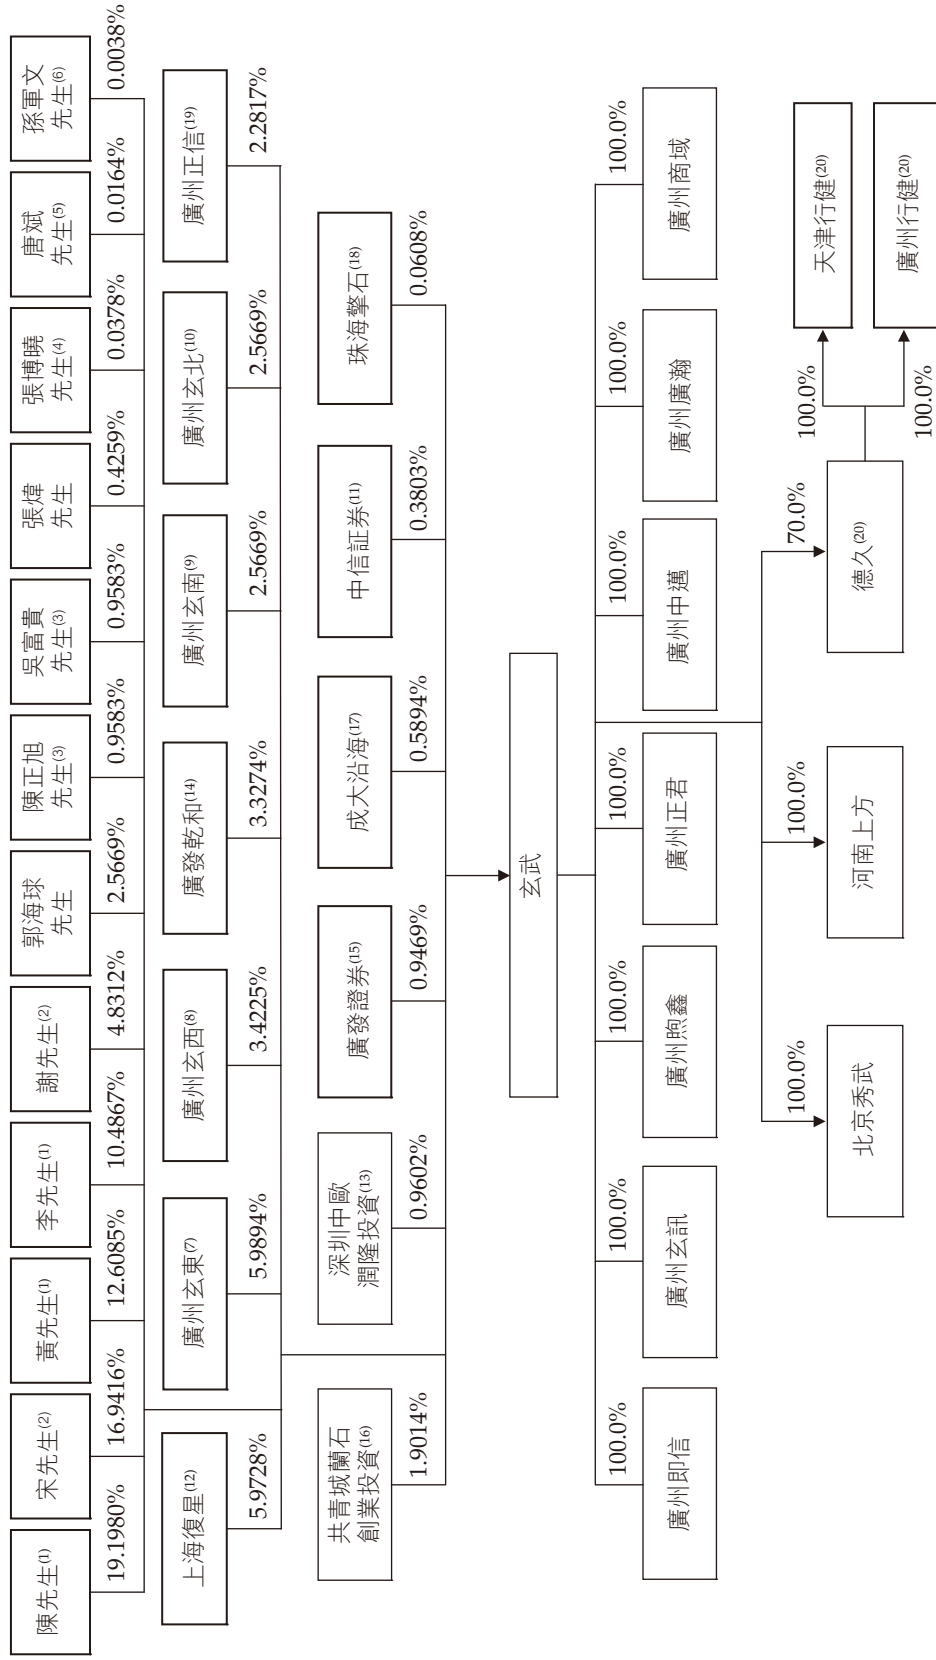 陳先生(1)
19.1980%
宋先生(2)
16.9416%
黃先生(1)
12.6085%
李先生(1)
10.4867%
謝先生(2)
4.8312%
郭海球
先生
2.5669%
陳正旭
先生(3)
0.9583%
吳富貴
先生(3)
0.9583%
張煒
先生
0.4259%
張博曉
先生(4)
0.0378%
唐斌
先生(5)
0.0164%
孫軍文
先生(6)
0.0038%
上海復星(12)
5.9728%
廣州玄東(7)
5.9894%
廣州玄西(8)
3.4225%
廣發乾和(14)
3.3274%
廣州玄南(9)
2.5669%
廣州玄北(10)
2.5669%
廣州正信(19)
2.2817%
共青城蘭石
創業投資(16)
1.9014%
深圳中歐
潤隆投資(13)
0.9602%
廣發證券(15)
0.9469%
成大沿海(17)
0.5894%
中信証券(11)
0.3803%
珠海擎石(18)
0.0608%
玄武
100.0%
廣州即信
100.0%
廣州玄訊
100.0%
廣州煦鑫
100.0%
廣州正君
100.0%
廣州中邁
100.0%
廣州廣瀚
100.0%
廣州商域
100.0%
北京秀武
100.0%
河南上方
70.0%
德久(20)
100.0%
天津行健(20)
100.0%
廣州行健(20)